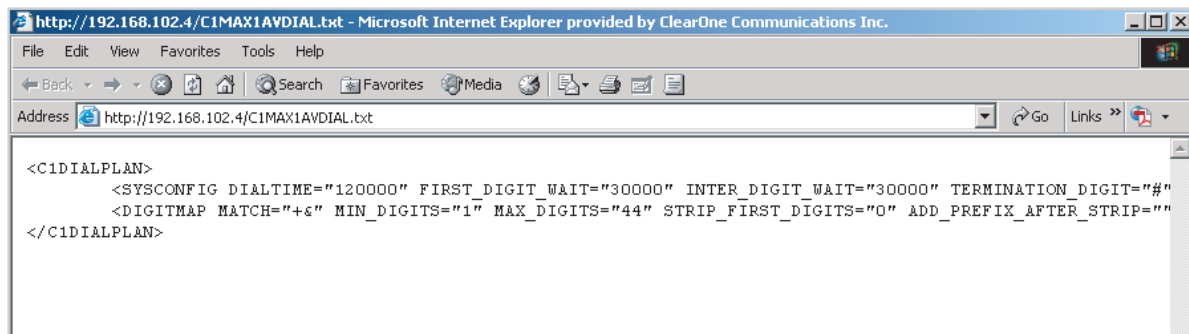 http://192.168.102.4/C1MAX1AVDIAL.txt - Microsoft Internet Explorer provided by ClearOne Communications Inc.
File Edit View Favorites Tools Help
Back Search Favorites Media
Address http://192.168.102.4/C1MAX1AVDIAL.txt Go Links »
<C1DIALPLAN>
<SYSCONFIG DIALTIME="120000" FIRST_DIGIT_WAIT="30000" INTER_DIGIT_WAIT="30000" TERMINATION_DIGIT="#"
<DIGITMAP MATCH="+&" MIN_DIGITS="1" MAX_DIGITS="44" STRIP_FIRST_DIGITS="0" ADD_PREFIX_AFTER_STRIP=""
</C1DIALPLAN>